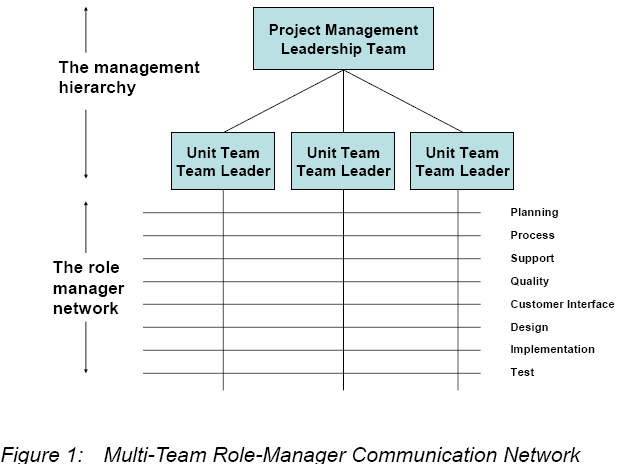 Project Management
Leadership Team
The management
hierarchy
Unit Team
Team Leader
Unit Team
Team Leader
Unit Team
Team Leader
The role
manager
network
Planning
Process
Support
Quality
Customer Interface
Design
Implementation
Test
Figure 1: Multi-Team Role-Manager Communication Network